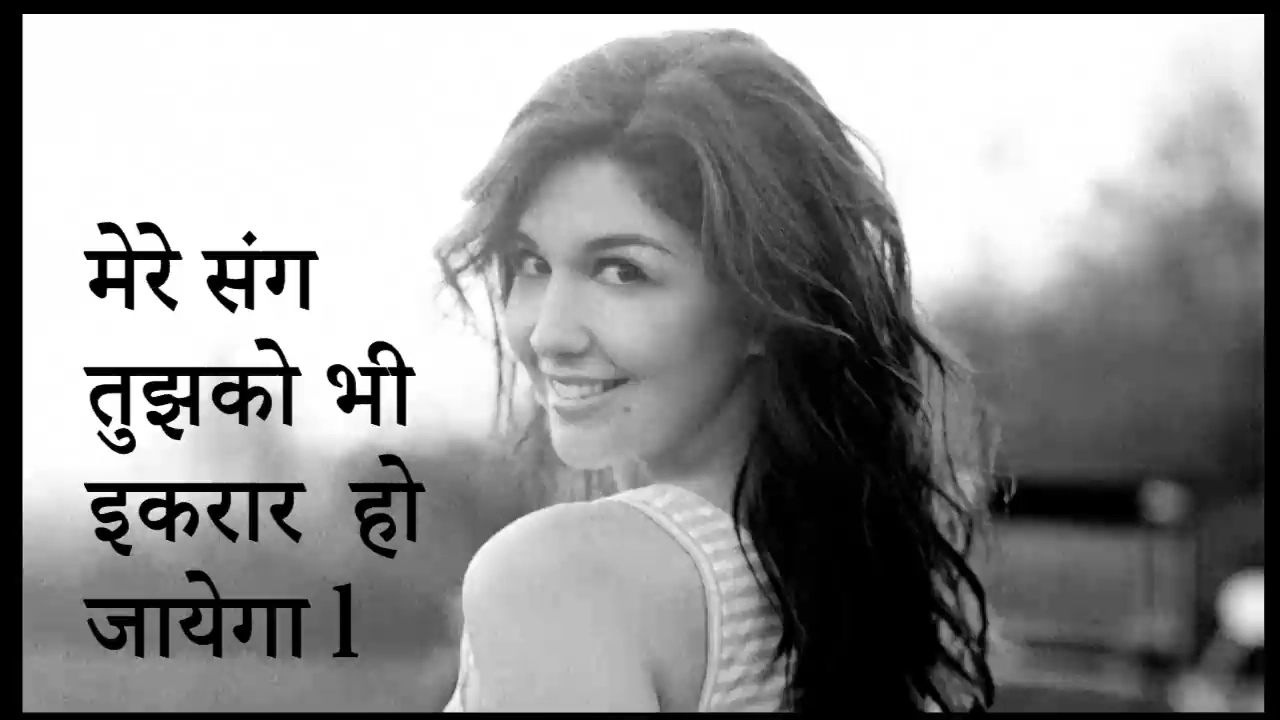 मेरे संग
तुझको भी
इकरार हो
जायेगा l